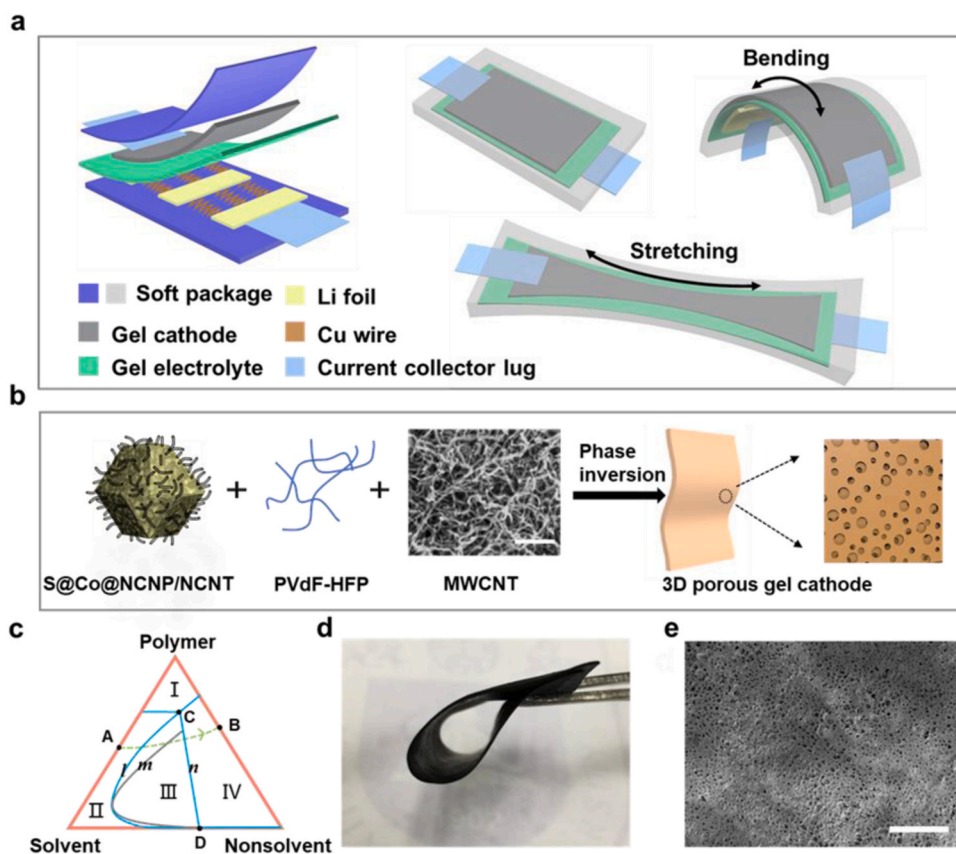 a
Bending
Stretching
Soft package
Li foil
Gel cathode
Cu wire
Gel electrolyte
Current collector lug
b
Phase
inversion
S@Co@NCNP/NCNT
PVdF-HFP
MWCNT
3D porous gel cathode
c
Polymer
I
C
A
B
l
m
n
II
III
IV
Solvent
D
Nonsolvent
d
e